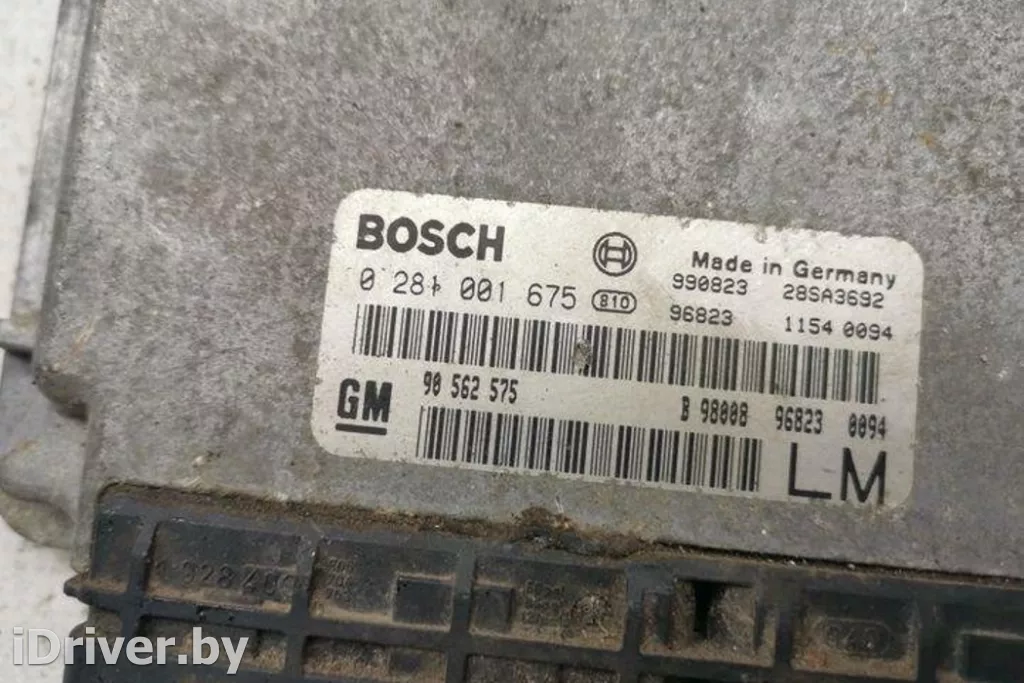 BOSCH
Made in Germany
0 281 001 675 810
990823 28SA3692
96823 1154 0094
GM
90 562 575
B 98008 96823 0094
LM
iDriver.by